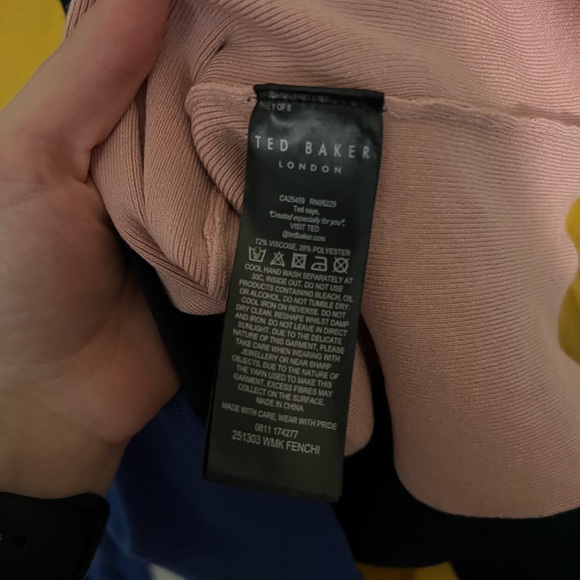 1 OF 8
TED BAKER
LONDON
CA25459 RN95229
Ted says,
"Created especially for you",
VISIT TED
@tedbaker.com
72% VISCOSE, 28% POLYESTER
COOL HAND WASH SEPARATELY AT
30C, INSIDE OUT. DO NOT USE
PRODUCTS CONTAINING BLEACH, OIL
OR ALCOHOL. DO NOT TUMBLE DRY.
COOL IRON ON REVERSE. DO NOT
DRY CLEAN. RESHAPE WHILST DAMP
AND IRON. DO NOT LEAVE IN DIRECT
SUNLIGHT. DUE TO THE DELICATE
NATURE OF THIS GARMENT, PLEASE
TAKE CARE WHEN WEARING WITH
JEWELLERY OR NEAR SHARP
OBJECTS. DUE TO THE NATURE OF
THE YARN USED TO MAKE THIS
GARMENT, EXCESS FIBRES MAY
COLLECT ON THE SURFACE.
MADE IN CHINA
MADE WITH CARE, WEAR WITH PRIDE
0811 174277
251303 WMK FENCHI